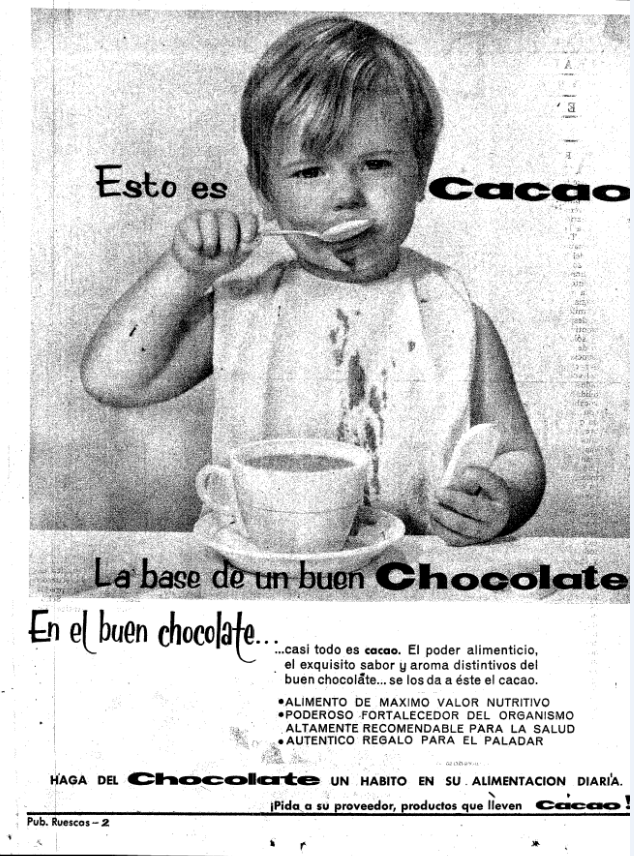 Esto es Cacao
La base de un buen Chocolate
En el buen chocolate...
...casi todo es cacao. El poder alimenticio,
el exquisito sabor y aroma distintivos del
buen chocolate... se los da a éste el cacao.
•ALIMENTO DE MAXIMO VALOR NUTRITIVO
•PODEROSO FORTALECEDOR DEL ORGANISMO
ALTAMENTE RECOMENDABLE PARA LA SALUD
•AUTENTICO REGALO PARA EL PALADAR
HAGA DEL Chocolate UN HABITO EN SU ALIMENTACION DIARIA.
¡Pida a su proveedor, productos que lleven Cacao!
Pub. Ruescas-2